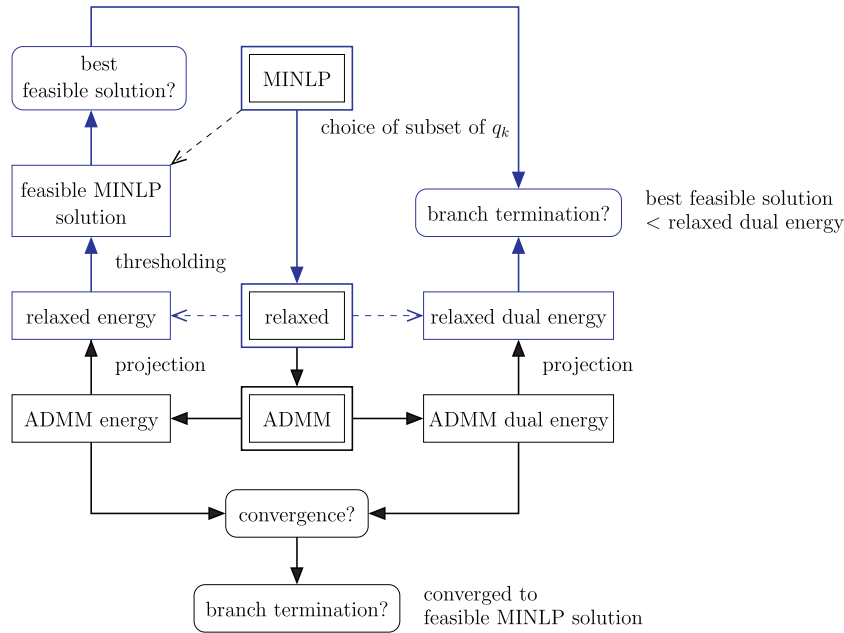 best
feasible solution?
MINLP
choice of subset of qₖ
feasible MINLP
solution
branch termination?
best feasible solution
< relaxed dual energy
thresholding
relaxed energy
relaxed
relaxed dual energy
projection
projection
ADMM energy
ADMM
ADMM dual energy
convergence?
branch termination?
converged to
feasible MINLP solution